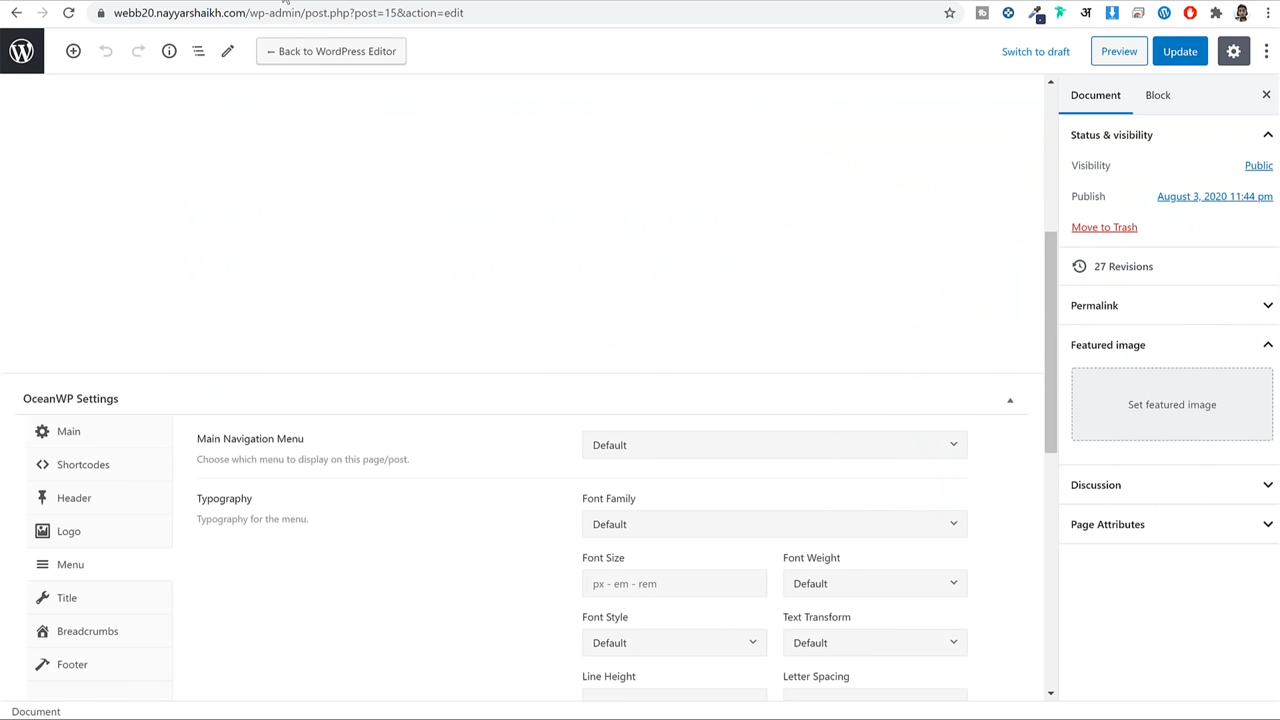 webb20.nayyarshaikh.com/wp-admin/post.php?post=15&action=edit
अ
← Back to WordPress Editor
Switch to draft
Preview
Update
Document
Block
Status & visibility
Visibility
Public
Publish
August 3, 2020 11:44 pm
Move to Trash
27 Revisions
Permalink
Featured image
Set featured image
Discussion
Page Attributes
OceanWP Settings
Main
Shortcodes
Header
Logo
Menu
Title
Breadcrumbs
Footer
Main Navigation Menu
Choose which menu to display on this page/post.
Default
Typography
Typography for the menu.
Font Family
Default
Font Size
Font Weight
px - em - rem
Default
Font Style
Text Transform
Default
Default
Line Height
Letter Spacing
Document